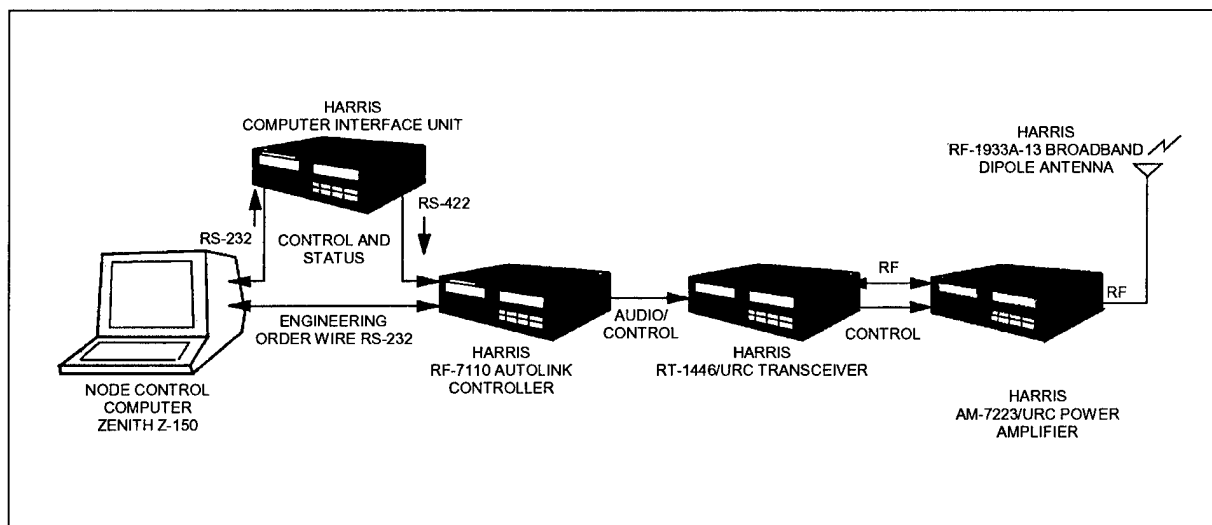 HARRIS
COMPUTER INTERFACE UNIT
HARRIS
RF-1933A-13 BROADBAND
DIPOLE ANTENNA
RS-232
CONTROL AND
STATUS
RS-422
ENGINEERING
ORDER WIRE RS-232
AUDIO/
CONTROL
RF
CONTROL
RF
NODE CONTROL
COMPUTER
ZENITH Z-150
HARRIS
RF-7110 AUTOLINK
CONTROLLER
HARRIS
RT-1446/URC TRANSCEIVER
HARRIS
AM-7223/URC POWER
AMPLIFIER